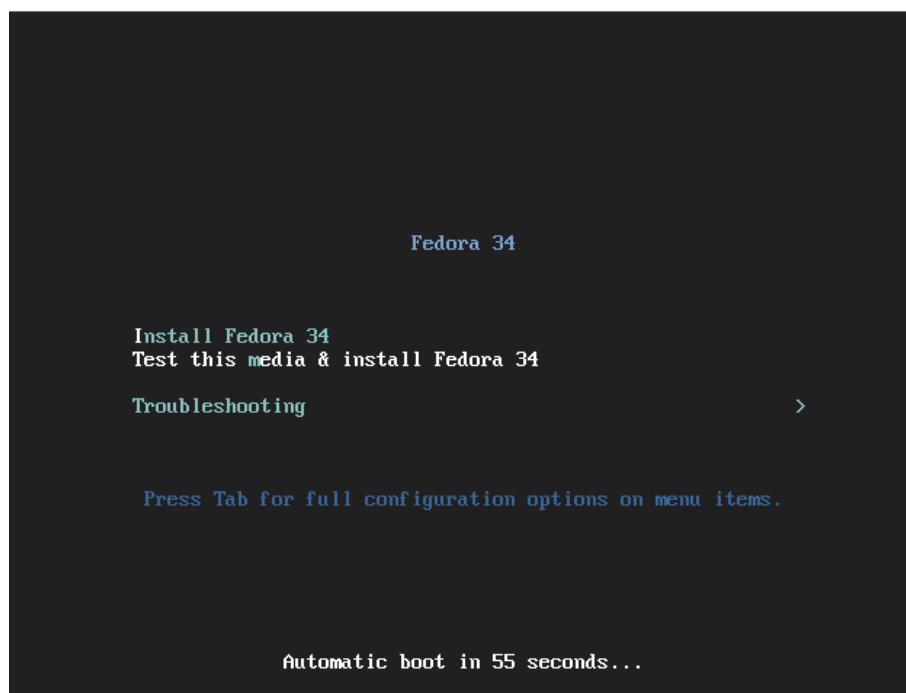 Fedora 34
Install Fedora 34
Test this media & install Fedora 34
Troubleshooting >
Press Tab for full configuration options on menu items.
Automatic boot in 55 seconds...